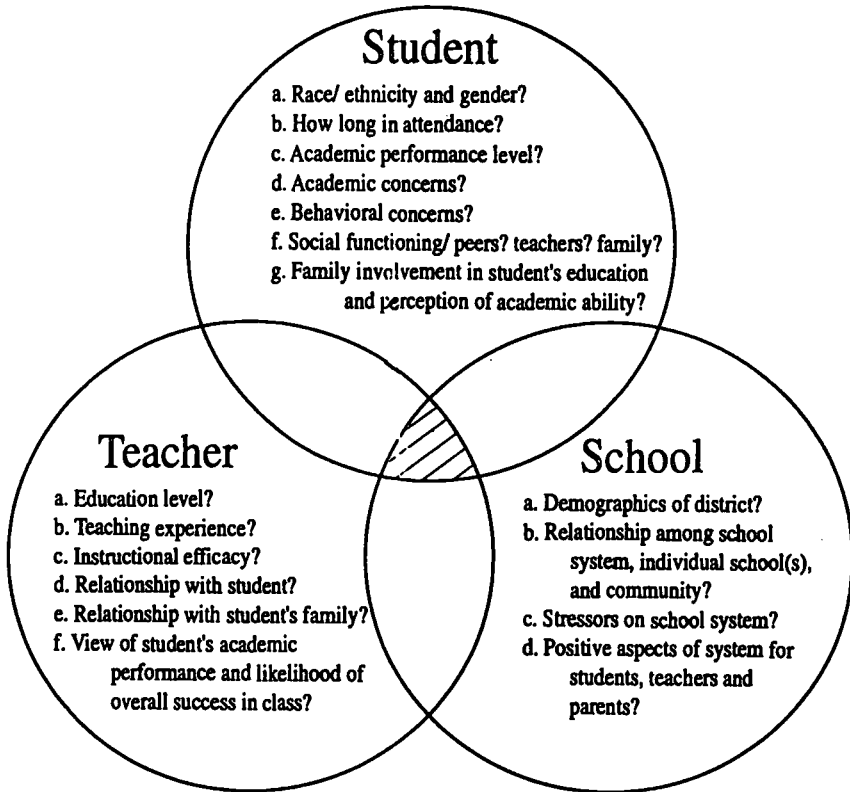 Student
a. Race/ ethnicity and gender?
b. How long in attendance?
c. Academic performance level?
d. Academic concerns?
e. Behavioral concerns?
f. Social functioning/ peers? teachers? family?
g. Family involvement in student's education
and perception of academic ability?
Teacher
a. Education level?
b. Teaching experience?
c. Instructional efficacy?
d. Relationship with student?
e. Relationship with student's family?
f. View of student's academic
performance and likelihood of
overall success in class?
School
a. Demographics of district?
b. Relationship among school
system, individual school(s),
and community?
c. Stressors on school system?
d. Positive aspects of system for
students, teachers and
parents?